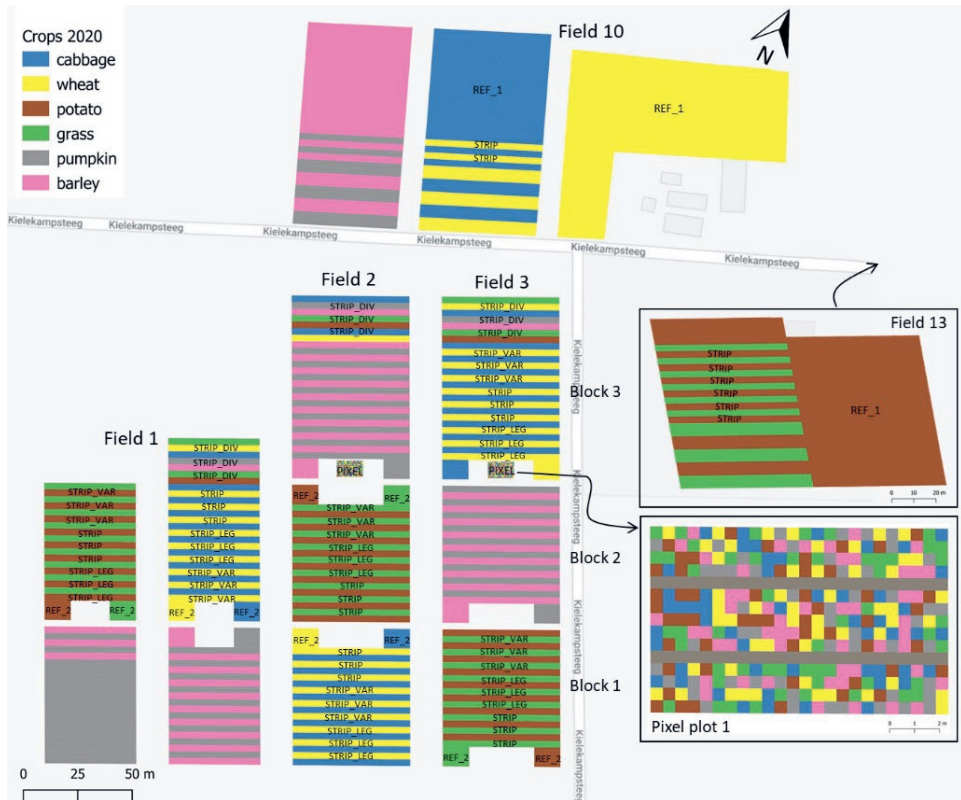 Crops 2020
cabbage
wheat
potato
grass
pumpkin
barley
Field 10
N
REF_1
REF_1
STRIP
STRIP
Kielekampsteeg Kielekampsteeg Kielekampsteeg Kielekampsteeg Kielekampsteeg Kielekampsteeg
Kielekampsteeg
Kielekampsteeg
Kielekampsteeg
Kielekampsteeg
Field 2
STRIP_DIV
STRIP_DIV
STRIP_DIV
PIXEL
REF_2 REF_2
STRIP_VAR
STRIP_VAR
STRIP_VAR
STRIP_LEG
STRIP_LEG
STRIP_LEG
STRIP
STRIP
STRIP
REF_2 REF_2
STRIP
STRIP
STRIP
STRIP_VAR
STRIP_VAR
STRIP_VAR
STRIP_LEG
STRIP_LEG
STRIP_LEG
Field 3
STRIP_DIV
STRIP_DIV
STRIP_DIV
STRIP_VAR
STRIP_VAR
STRIP_VAR
STRIP
STRIP
STRIP
STRIP_LEG
STRIP_LEG
STRIP_LEG
PIXEL
STRIP_VAR
STRIP_VAR
STRIP_VAR
STRIP_LEG
STRIP_LEG
STRIP_LEG
STRIP
STRIP
STRIP
REF_2 REF_2
Block 3
Block 2
Block 1
Field 1
STRIP_VAR
STRIP_VAR
STRIP_VAR
STRIP
STRIP
STRIP
STRIP_LEG
STRIP_LEG
STRIP_LEG
REF_2 REF_2
STRIP_DIV
STRIP_DIV
STRIP_DIV
STRIP
STRIP
STRIP
STRIP_LEG
STRIP_LEG
STRIP_LEG
STRIP_VAR
STRIP_VAR
STRIP_VAR
REF_2 REF_2
Field 13
STRIP
STRIP
STRIP
STRIP
STRIP
STRIP
REF_1
0 10 20 m
Pixel plot 1
0 1 2 m
0 25 50 m